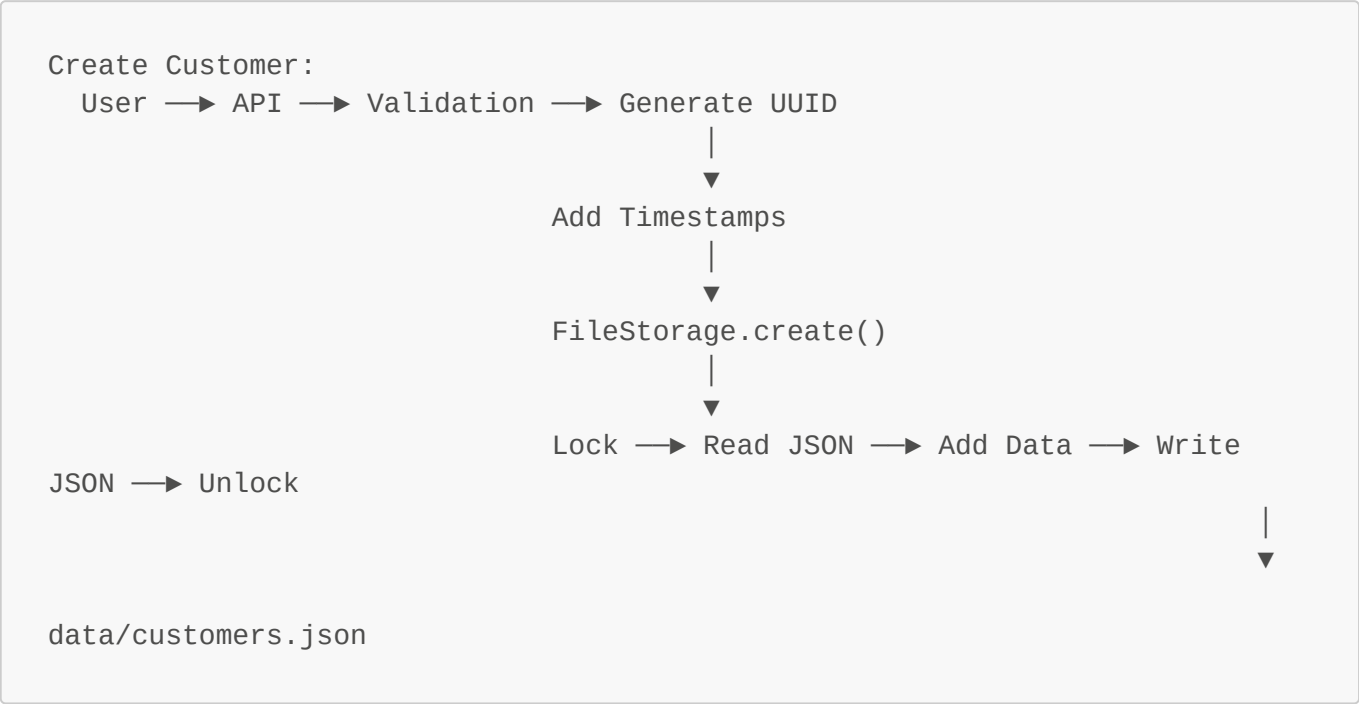 Create Customer:
User ──► API ──► Validation ──► Generate UUID
│
▼
Add Timestamps
│
▼
FileStorage.create()
│
▼
Lock ──► Read JSON ──► Add Data ──► Write
JSON ──► Unlock
│
▼
data/customers.json